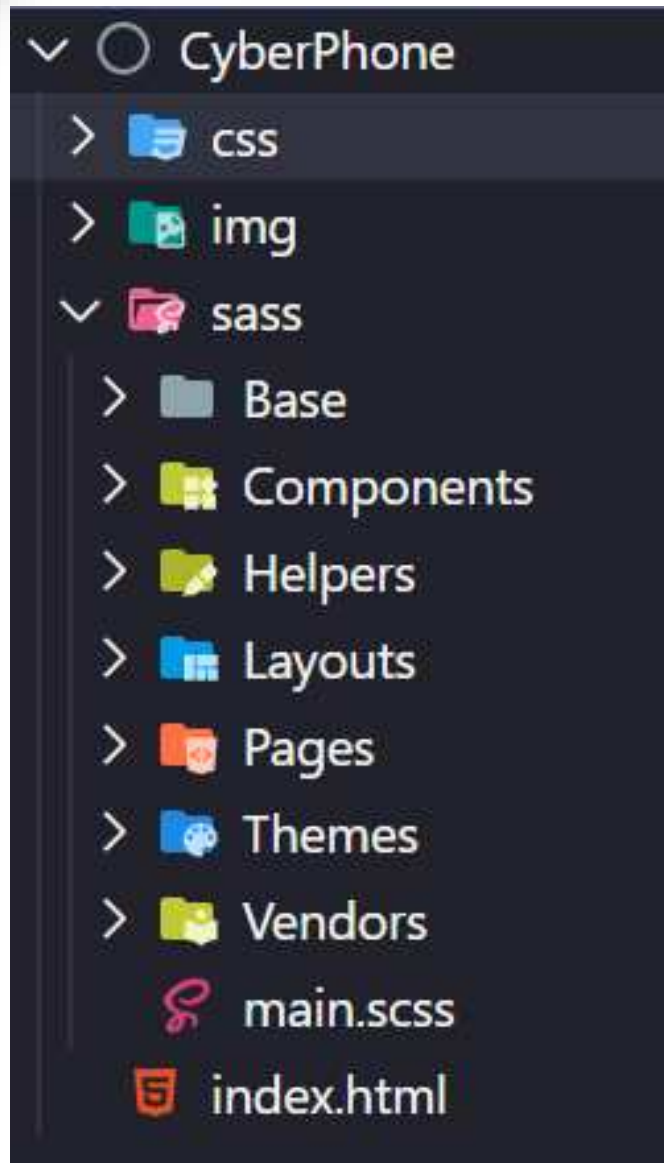 CyberPhone
css
img
sass
Base
Components
Helpers
Layouts
Pages
Themes
Vendors
main.scss
index.html